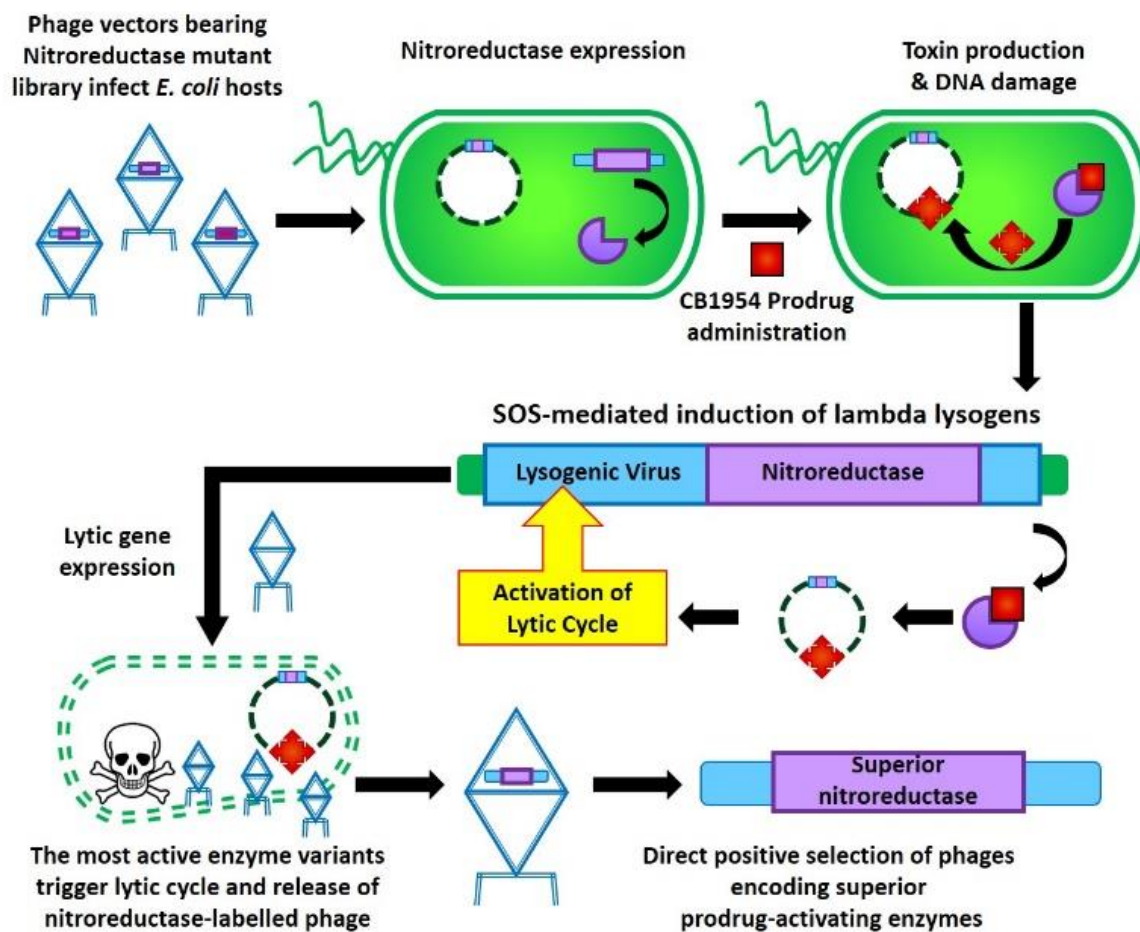 Phage vectors bearing
Nitroreductase mutant
library infect E. coli hosts
Nitroreductase expression
Toxin production
& DNA damage
CB1954 Prodrug
administration
SOS-mediated induction of lambda lysogens
Lysogenic Virus
Nitroreductase
Lytic gene
expression
Activation of
Lytic Cycle
The most active enzyme variants
trigger lytic cycle and release of
nitroreductase-labelled phage
Superior
nitroreductase
Direct positive selection of phages
encoding superior
prodrug-activating enzymes